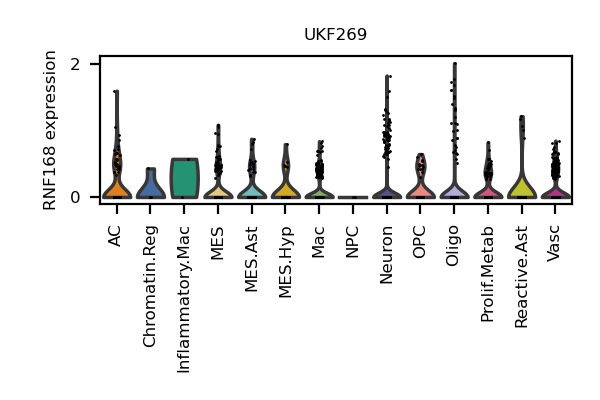 UKF269
RNF168 expression
2
0
AC
Chromatin.Reg
Inflammatory.Mac
MES
MES.Ast
MES.Hyp
Mac
NPC
Neuron
OPC
Oligo
Prolif.Metab
Reactive.Ast
Vasc